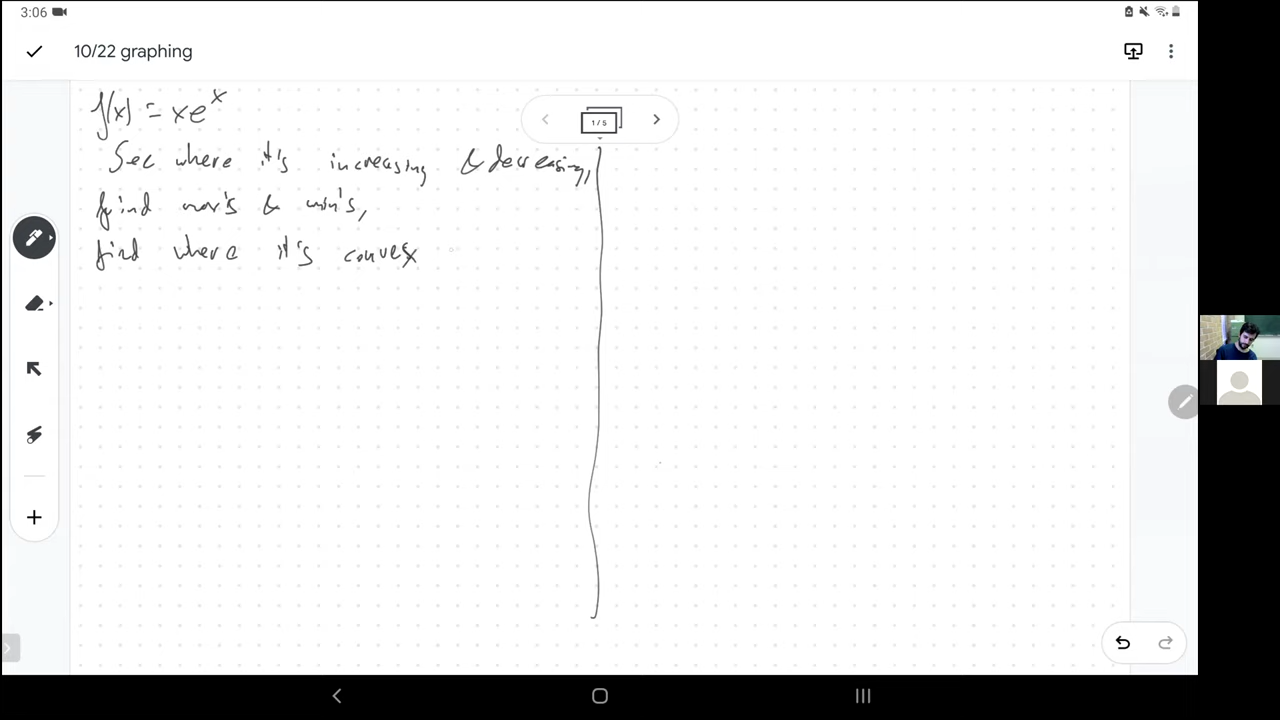 3:06
10/22 graphing
1/5
f(x) = xe^x
See where it's increasing & decreasing,
find max's & min's,
find where it's convex